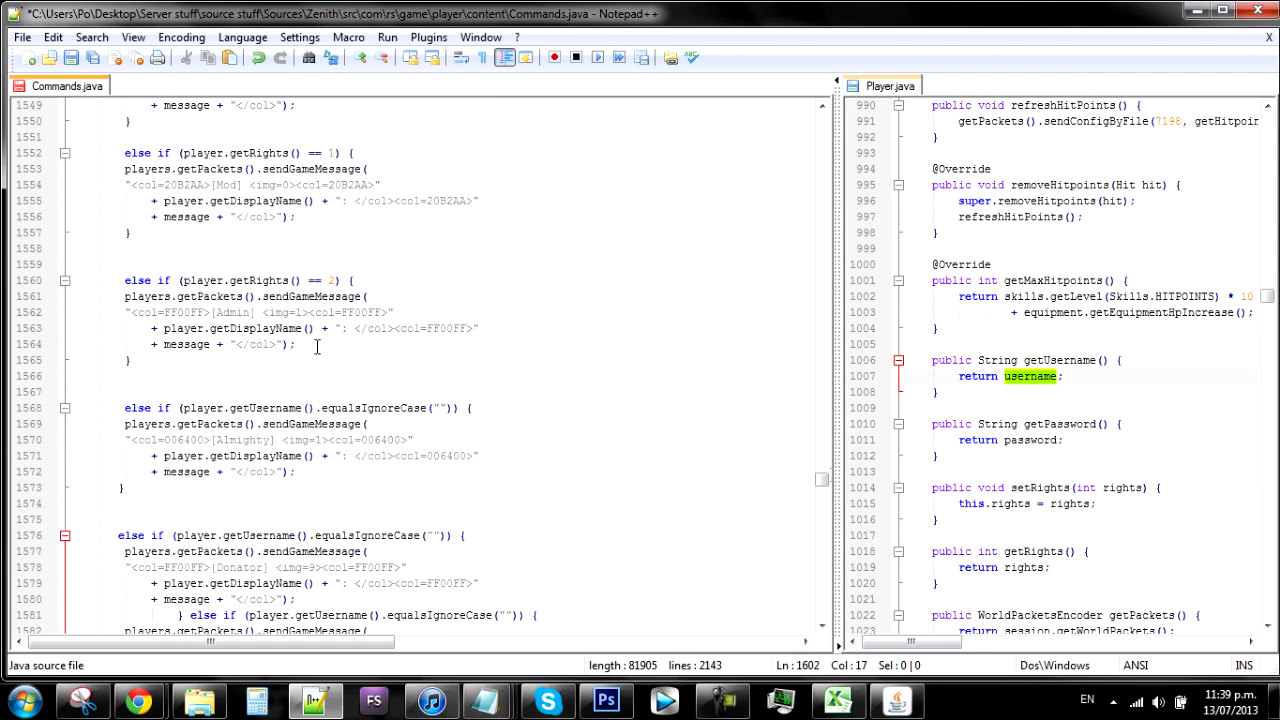 *C:\Users\Po\Desktop\Server stuff\source stuff\Sources\Zenith\src\com\rs\game\player\content\Commands.java - Notepad++
File Edit Search View Encoding Language Settings Macro Run Plugins Window ? X
Commands.java
1549 + message + "</col>");
1550 }
1551
1552 else if (player.getRights() == 1) {
1553 players.getPackets().sendGameMessage(
1554 "<col=20B2AA>[Mod] <img=0><col=20B2AA>"
1555 + player.getDisplayName() + ": </col><col=20B2AA>"
1556 + message + "</col>");
1557 }
1558
1559
1560 else if (player.getRights() == 2) {
1561 players.getPackets().sendGameMessage(
1562 "<col=FF00FF>[Admin] <img=1><col=FF00FF>"
1563 + player.getDisplayName() + ": </col><col=FF00FF>"
1564 + message + "</col>");
1565 }
1566
1567
1568 else if (player.getUsername().equalsIgnoreCase("")) {
1569 players.getPackets().sendGameMessage(
1570 "<col=006400>[Almighty] <img=1><col=006400>"
1571 + player.getDisplayName() + ": </col><col=006400>"
1572 + message + "</col>");
1573 }
1574
1575
1576 else if (player.getUsername().equalsIgnoreCase("")) {
1577 players.getPackets().sendGameMessage(
1578 "<col=FF00FF>[Donator] <img=9><col=FF00FF>"
1579 + player.getDisplayName() + ": </col><col=FF00FF>"
1580 + message + "</col>");
1581 } else if (player.getUsername().equalsIgnoreCase("")) {
1582 players.getPackets().sendGameMessage(
Player.java
990 public void refreshHitPoints() {
991 getPackets().sendConfigByFile(7198, getHitpoin
992 }
993
994 @Override
995 public void removeHitpoints(Hit hit) {
996 super.removeHitpoints(hit);
997 refreshHitPoints();
998 }
999
1000 @Override
1001 public int getMaxHitpoints() {
1002 return skills.getLevel(Skills.HITPOINTS) * 10
1003 + equipment.getEquipmentHpIncrease();
1004 }
1005
1006 public String getUsername() {
1007 return username;
1008 }
1009
1010 public String getPassword() {
1011 return password;
1012 }
1013
1014 public void setRights(int rights) {
1015 this.rights = rights;
1016 }
1017
1018 public int getRights() {
1019 return rights;
1020 }
1021
1022 public WorldPacketsEncoder getPackets() {
1023 return session.getWorldPackets();
Java source file length : 81905 lines : 2143 Ln : 1602 Col : 17 Sel : 0 | 0 Dos\Windows ANSI INS
FS Ps EN 11:39 p.m.
13/07/2013